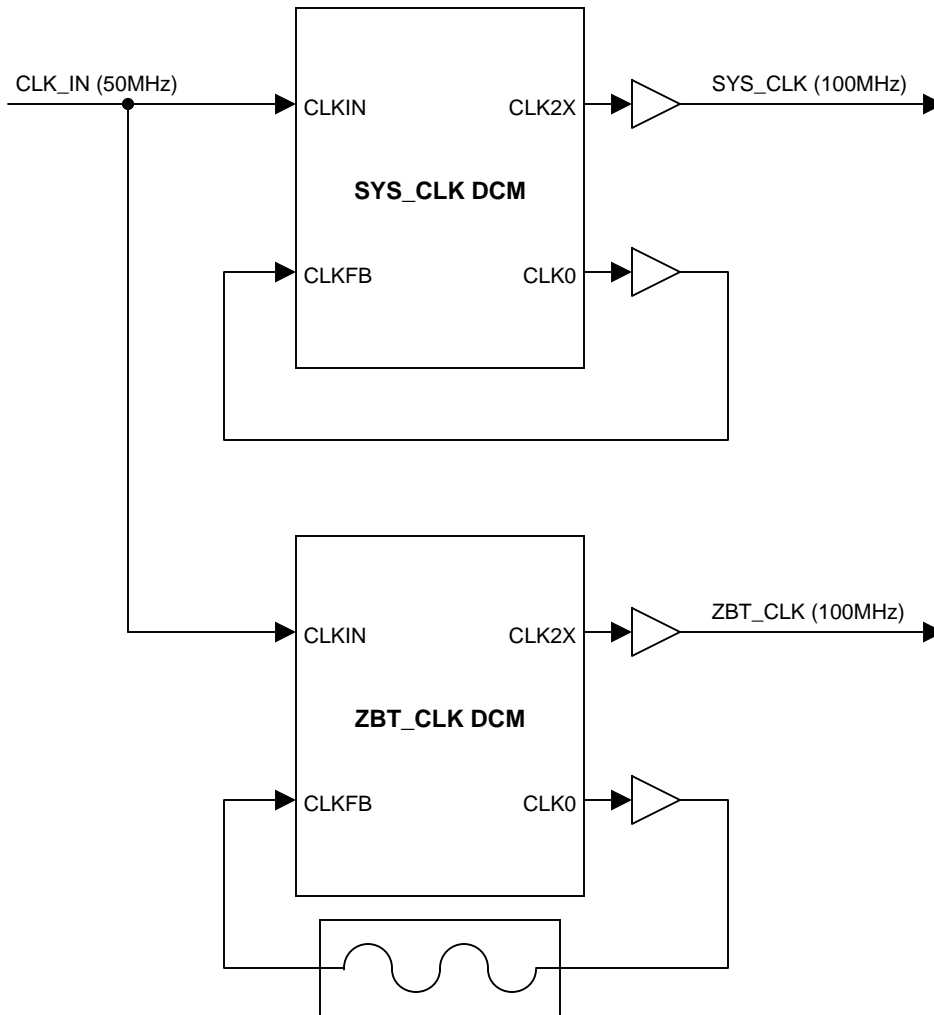 CLK_IN (50MHz)
SYS_CLK (100MHz)
CLKIN
CLK2X
SYS_CLK DCM
CLKFB
CLK0
ZBT_CLK (100MHz)
CLKIN
CLK2X
ZBT_CLK DCM
CLKFB
CLK0